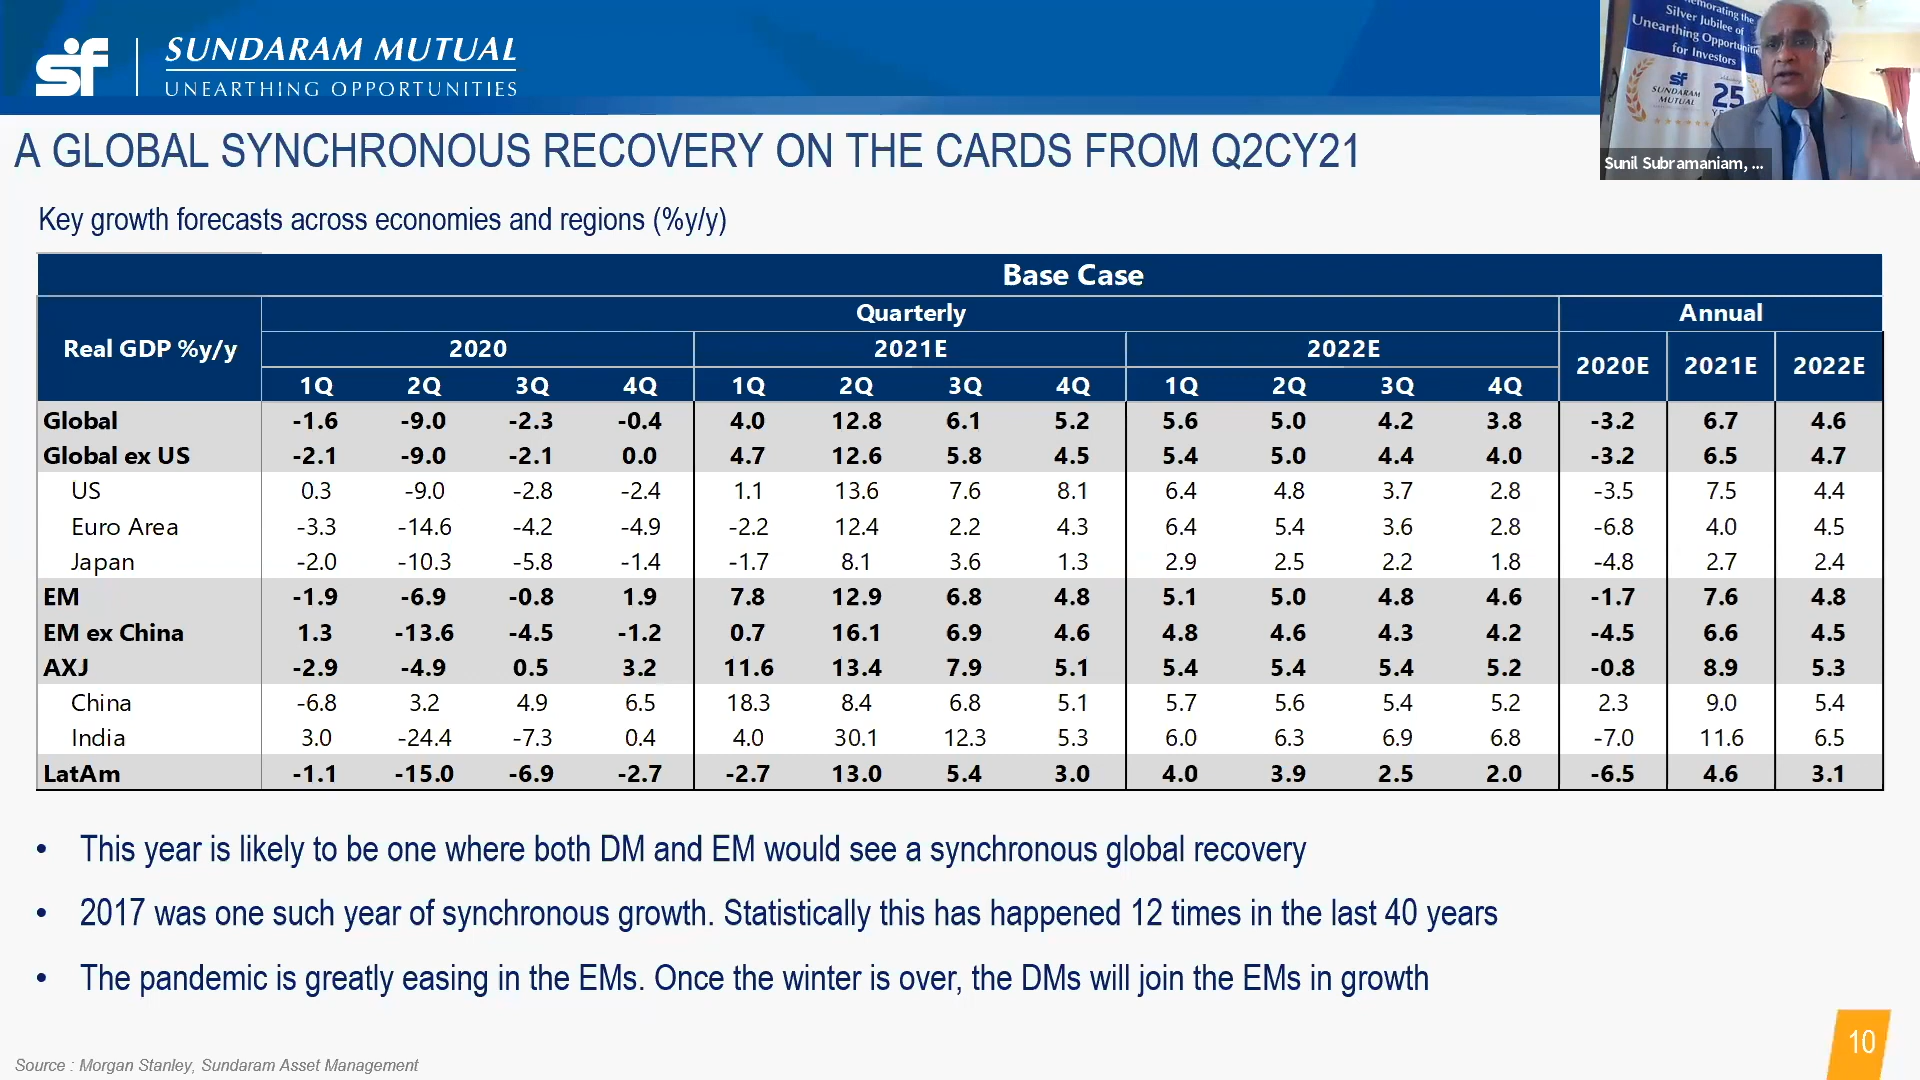 SUNDARAM MUTUAL
UNEARTHING OPPORTUNITIES
morating the
Silver Jubilee of
Unearthing Opportunitie
for Investors
SUNDARAM
MUTUAL
25
Sunil Subramaniam, ...
A GLOBAL SYNCHRONOUS RECOVERY ON THE CARDS FROM Q2CY21
Key growth forecasts across economies and regions (%y/y)
Base Case
Real GDP %y/y Quarterly Annual
2020 2021E 2022E 2020E 2021E 2022E
1Q 2Q 3Q 4Q 1Q 2Q 3Q 4Q 1Q 2Q 3Q 4Q
Global -1.6 -9.0 -2.3 -0.4 4.0 12.8 6.1 5.2 5.6 5.0 4.2 3.8 -3.2 6.7 4.6
Global ex US -2.1 -9.0 -2.1 0.0 4.7 12.6 5.8 4.5 5.4 5.0 4.4 4.0 -3.2 6.5 4.7
US 0.3 -9.0 -2.8 -2.4 1.1 13.6 7.6 8.1 6.4 4.8 3.7 2.8 -3.5 7.5 4.4
Euro Area -3.3 -14.6 -4.2 -4.9 -2.2 12.4 2.2 4.3 6.4 5.4 3.6 2.8 -6.8 4.0 4.5
Japan -2.0 -10.3 -5.8 -1.4 -1.7 8.1 3.6 1.3 2.9 2.5 2.2 1.8 -4.8 2.7 2.4
EM -1.9 -6.9 -0.8 1.9 7.8 12.9 6.8 4.8 5.1 5.0 4.8 4.6 -1.7 7.6 4.8
EM ex China 1.3 -13.6 -4.5 -1.2 0.7 16.1 6.9 4.6 4.8 4.6 4.3 4.2 -4.5 6.6 4.5
AXJ -2.9 -4.9 0.5 3.2 11.6 13.4 7.9 5.1 5.4 5.4 5.4 5.2 -0.8 8.9 5.3
China -6.8 3.2 4.9 6.5 18.3 8.4 6.8 5.1 5.7 5.6 5.4 5.2 2.3 9.0 5.4
India 3.0 -24.4 -7.3 0.4 4.0 30.1 12.3 5.3 6.0 6.3 6.9 6.8 -7.0 11.6 6.5
LatAm -1.1 -15.0 -6.9 -2.7 -2.7 13.0 5.4 3.0 4.0 3.9 2.5 2.0 -6.5 4.6 3.1
• This year is likely to be one where both DM and EM would see a synchronous global recovery
• 2017 was one such year of synchronous growth. Statistically this has happened 12 times in the last 40 years
• The pandemic is greatly easing in the EMs. Once the winter is over, the DMs will join the EMs in growth
10
Source : Morgan Stanley, Sundaram Asset Management